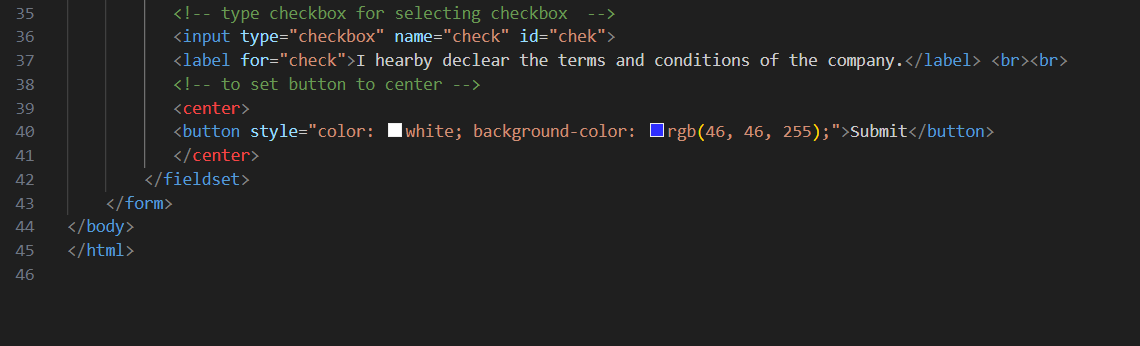 35 <!-- type checkbox for selecting checkbox  -->
36 <input type="checkbox" name="check" id="chek">
37 <label for="check">I hearby declear the terms and conditions of the company.</label> <br><br>
38 <!-- to set button to center -->
39 <center>
40 <button style="color: white; background-color: rgb(46, 46, 255);">Submit</button>
41 </center>
42 </fieldset>
43 </form>
44 </body>
45 </html>
46